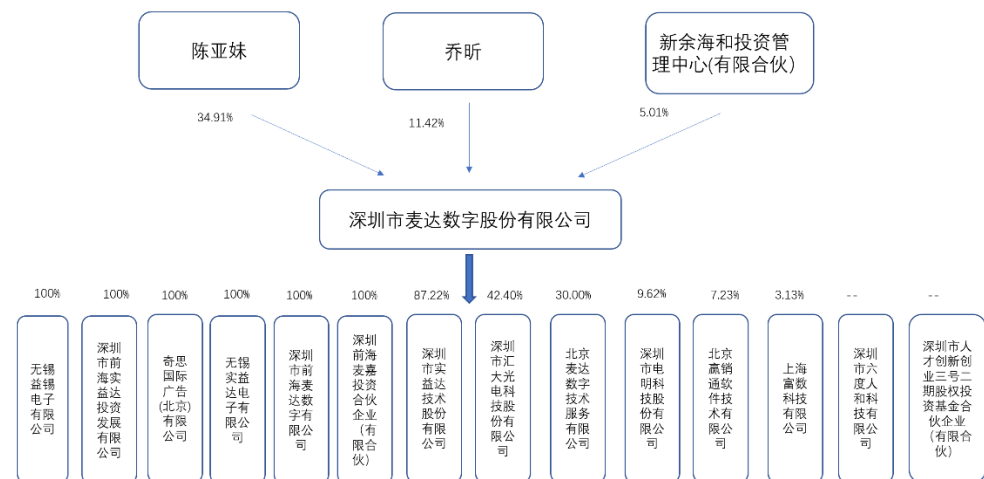 陈亚妹
乔昕
新余海和投资管
理中心(有限合伙）
34.91%
11.42%
5.01%
深圳市麦达数字股份有限公司
100%
100%
100%
100%
100%
100%
87.22%
42.40%
30.00%
9.62%
7.23%
3.13%
--
--
无锡
益锡
电子
有限
公司
深圳
市前
海实
益达
投资
发展
有限
公司
奇思
国际
广告
(北京)
有限
公司
无锡
实益
达电
子有
限公
司
深圳
市前
海麦
达数
字有
限公
司
深圳
前海
麦嘉
投资
合伙
企业
（有
限合
伙）
深圳
市实
益达
技术
股份
有限
公司
深圳
市汇
大光
电科
技股
份有
限公
司
北京
麦达
数字
技术
服务
有限
公司
深圳
市电
明科
技股
份有
限公
司
北京
赢销
通软
件技
术有
限公
司
上海
富数
科技
有限
公司
深圳
市六
度人
和科
技有
限公
司
深圳市人
才创新创
业三号二
期股权投
资基金合
伙企业
（有限合
伙）